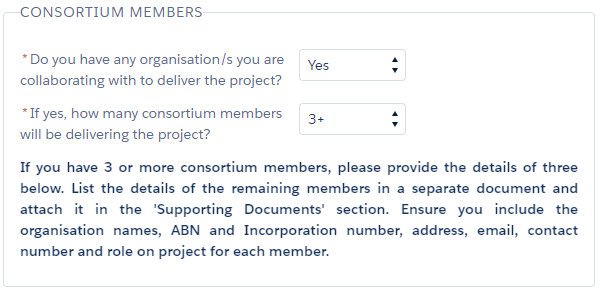 CONSORTIUM MEMBERS
* Do you have any organisation/s you are
collaborating with to deliver the project?
Yes
* If yes, how many consortium members
will be delivering the project?
3+
If you have 3 or more consortium members, please provide the details of three
below. List the details of the remaining members in a separate document and
attach it in the 'Supporting Documents' section. Ensure you include the
organisation names, ABN and Incorporation number, address, email, contact
number and role on project for each member.